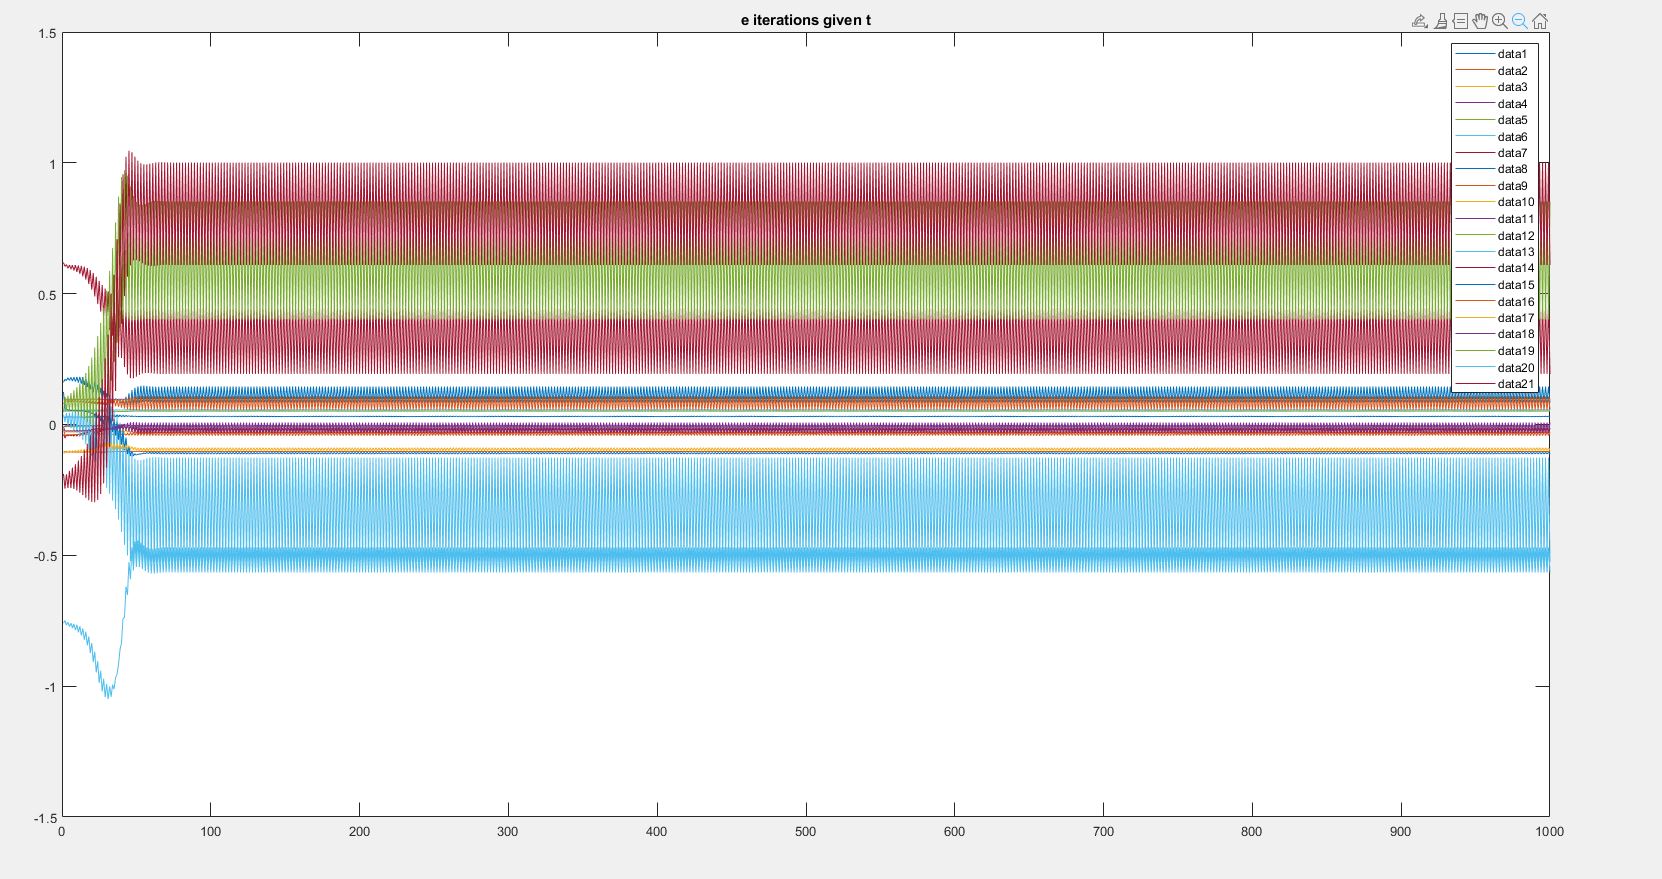 e iterations given t
1.5
1
0.5
0
-0.5
-1
-1.5
0 100 200 300 400 500 600 700 800 900 1000
data1
data2
data3
data4
data5
data6
data7
data8
data9
data10
data11
data12
data13
data14
data15
data16
data17
data18
data19
data20
data21